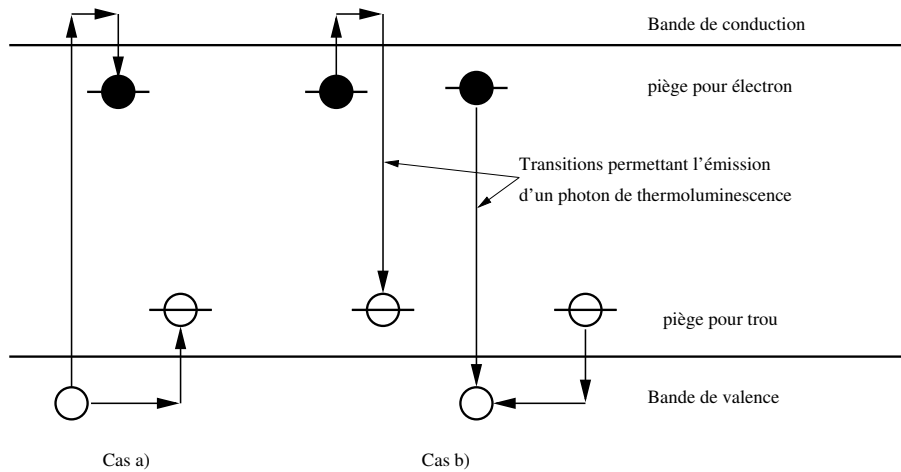 Bande de conduction
piège pour électron
Transitions permettant l'émission
d'un photon de thermoluminescence
piège pour trou
Bande de valence
Cas a)
Cas b)